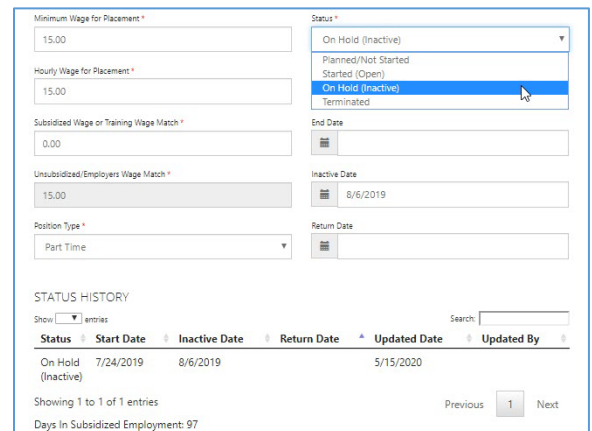 Minimum Wage for Placement *
15.00
Hourly Wage for Placement *
15.00
Subsidized Wage or Training Wage Match *
0.00
Unsubsidized/Employers Wage Match *
15.00
Position Type *
Part Time
Status *
On Hold (Inactive)
Planned/Not Started
Started (Open)
On Hold (Inactive)
Terminated
End Date
Inactive Date
8/6/2019
Return Date
STATUS HISTORY
Show entries Search:
Status Start Date Inactive Date Return Date Updated Date Updated By
On Hold 7/24/2019 8/6/2019 5/15/2020
(Inactive)
Showing 1 to 1 of 1 entries Previous 1 Next
Days In Subsidized Employment: 97